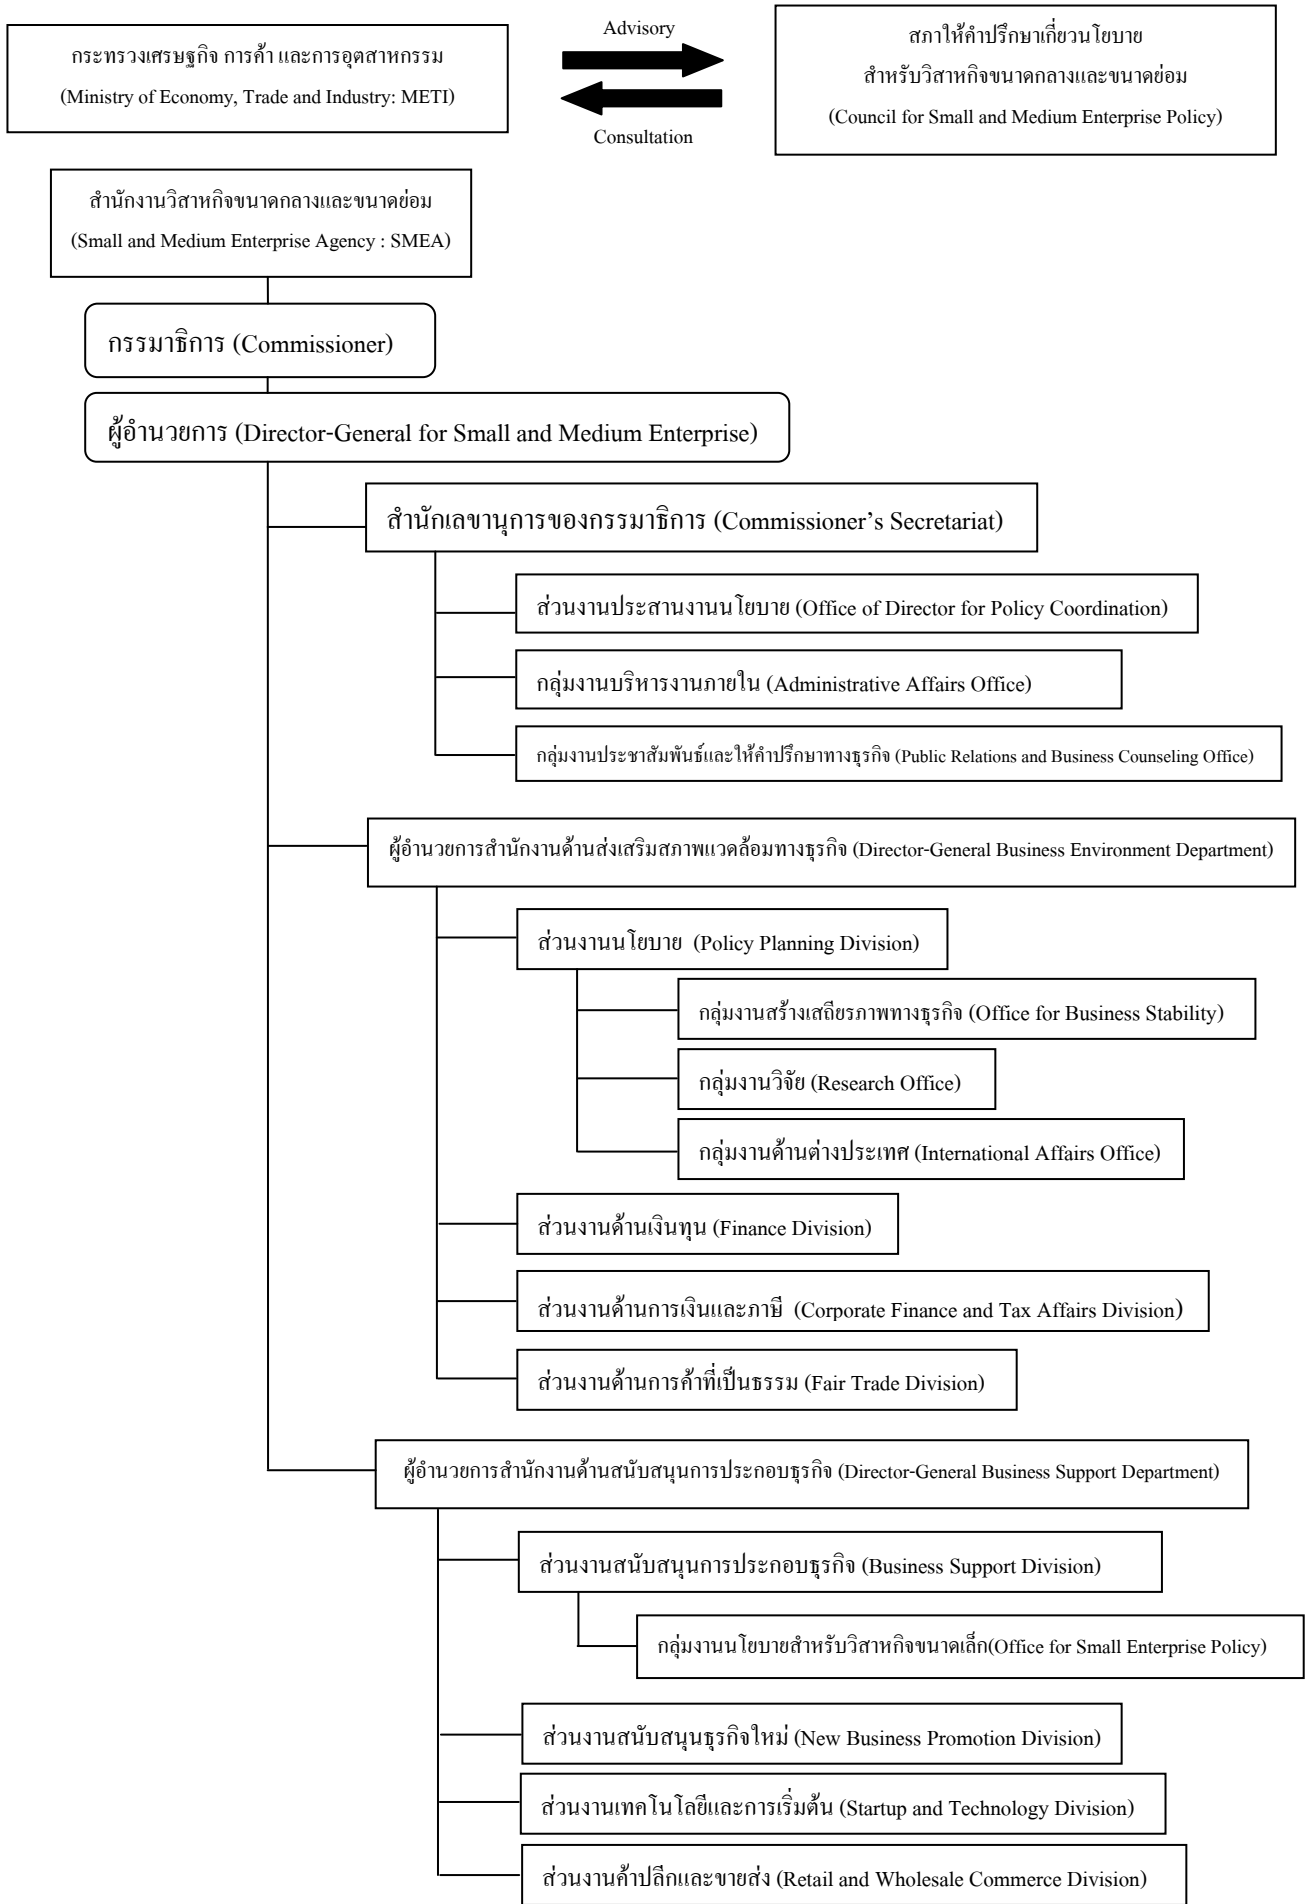 กระทรวงเศรษฐกิจ การค้า และการอุตสาหกรรม
(Ministry of Economy, Trade and Industry: METI)
Advisory
Consultation
สภาให้คำปรึกษาเกี่ยวนโยบาย
สำหรับวิสาหกิจขนาดกลางและขนาดย่อม
(Council for Small and Medium Enterprise Policy)
สำนักงานวิสาหกิจขนาดกลางและขนาดย่อม
(Small and Medium Enterprise Agency : SMEA)
กรรมาธิการ (Commissioner)
ผู้อำนวยการ (Director-General for Small and Medium Enterprise)
สำนักเลขานุการของกรรมาธิการ (Commissioner’s Secretariat)
ส่วนงานประสานงานนโยบาย (Office of Director for Policy Coordination)
กลุ่มงานบริหารงานภายใน (Administrative Affairs Office)
กลุ่มงานประชาสัมพันธ์และให้คำปรึกษาทางธุรกิจ (Public Relations and Business Counseling Office)
ผู้อำนวยการสำนักงานด้านส่งเสริมสภาพแวดล้อมทางธุรกิจ (Director-General Business Environment Department)
ส่วนงานนโยบาย (Policy Planning Division)
กลุ่มงานสร้างเสถียรภาพทางธุรกิจ (Office for Business Stability)
กลุ่มงานวิจัย (Research Office)
กลุ่มงานด้านต่างประเทศ (International Affairs Office)
ส่วนงานด้านเงินทุน (Finance Division)
ส่วนงานด้านการเงินและภาษี (Corporate Finance and Tax Affairs Division)
ส่วนงานด้านการค้าที่เป็นธรรม (Fair Trade Division)
ผู้อำนวยการสำนักงานด้านสนับสนุนการประกอบธุรกิจ (Director-General Business Support Department)
ส่วนงานสนับสนุนการประกอบธุรกิจ (Business Support Division)
กลุ่มงานนโยบายสำหรับวิสาหกิจขนาดเล็ก(Office for Small Enterprise Policy)
ส่วนงานสนับสนุนธุรกิจใหม่ (New Business Promotion Division)
ส่วนงานเทคโนโลยีและการเริ่มต้น (Startup and Technology Division)
ส่วนงานค้าปลีกและขายส่ง (Retail and Wholesale Commerce Division)